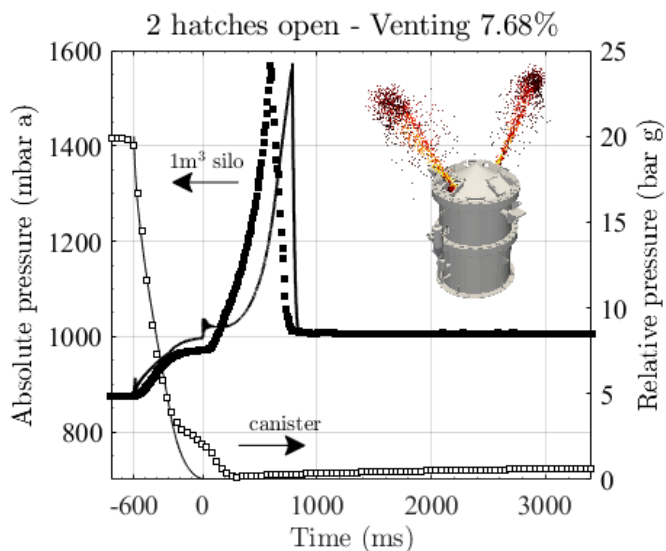 2 hatches open - Venting 7.68%
Absolute pressure (mbar a)
1600
1400
1200
1000
800
Relative pressure (bar g)
25
20
15
10
5
0
1m³ silo
canister
-600 0 1000 2000 3000
Time (ms)